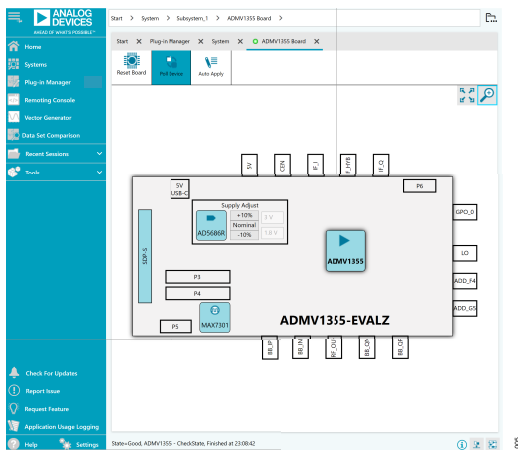 ANALOG
DEVICES
AHEAD OF WHAT'S POSSIBLE™
Start > System > Subsystem_1 > ADMV1355 Board >
Start X Plug-in Manager X System X ADMV1355 Board X
Home
Systems
Plug-in Manager
Remoting Console
Vector Generator
Data Set Comparison
Recent Sessions
Tools
Reset Board
Poll Device
Auto Apply
5V
CEN
IF_I
F_HYB
IF_Q
5V
USB-C
P6
Supply Adjust
+10%
Nominal
-10%
3 V
1.8 V
AD5686R
GPO_0
SDP-S
ADMV1355
LO
P3
ADD_F4
P4
ADD_G5
P5
MAX7301
ADMV1355-EVALZ
BB_IP
BB_IN
RF_OU
BB_QN
BB_QP
Check For Updates
Report Issue
Request Feature
Application Usage Logging
Help
Settings
State=Good, ADMV1355 - CheckState, Finished at 23:08:42